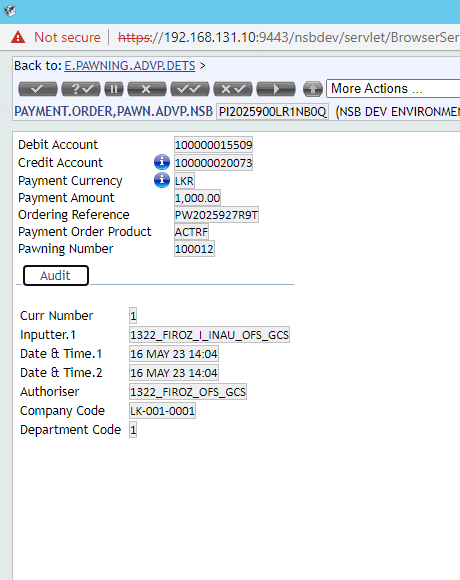 Not secure | https://192.168.131.10:9443/nsbdev/servlet/BrowserSer
Back to: E.PAWNING.ADVP.DETS >
More Actions ...
PAYMENT.ORDER,PAWN.ADVP.NSB PI2025900LR1NB0Q (NSB DEV ENVIRONME
Debit Account 100000015509
Credit Account 100000020073
Payment Currency LKR
Payment Amount 1,000.00
Ordering Reference PW2025927R9T
Payment Order Product ACTRF
Pawning Number 100012
Audit
Curr Number 1
Inputter.1 1322_FIROZ_I_INAU_OFS_GCS
Date & Time.1 16 MAY 23 14:04
Date & Time.2 16 MAY 23 14:04
Authoriser 1322_FIROZ_OFS_GCS
Company Code LK-001-0001
Department Code 1